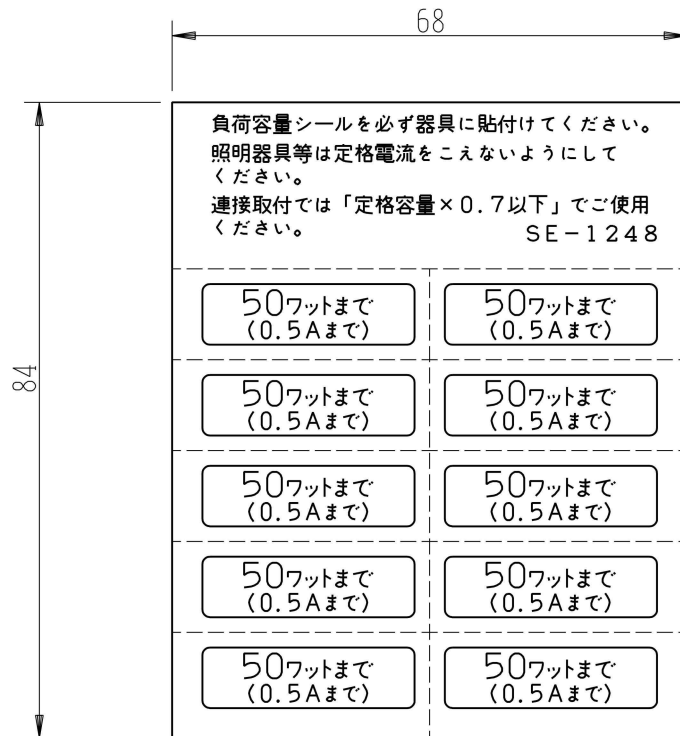 68
84
負荷容量シールを必ず器具に貼付けてください。
照明器具等は定格電流をこえないようにして
ください。
連接取付では「定格容量×0.7以下」でご使用
ください。
SE-1248
50ワットまで
(0.5Aまで)
50ワットまで
(0.5Aまで)
50ワットまで
(0.5Aまで)
50ワットまで
(0.5Aまで)
50ワットまで
(0.5Aまで)
50ワットまで
(0.5Aまで)
50ワットまで
(0.5Aまで)
50ワットまで
(0.5Aまで)
50ワットまで
(0.5Aまで)
50ワットまで
(0.5Aまで)